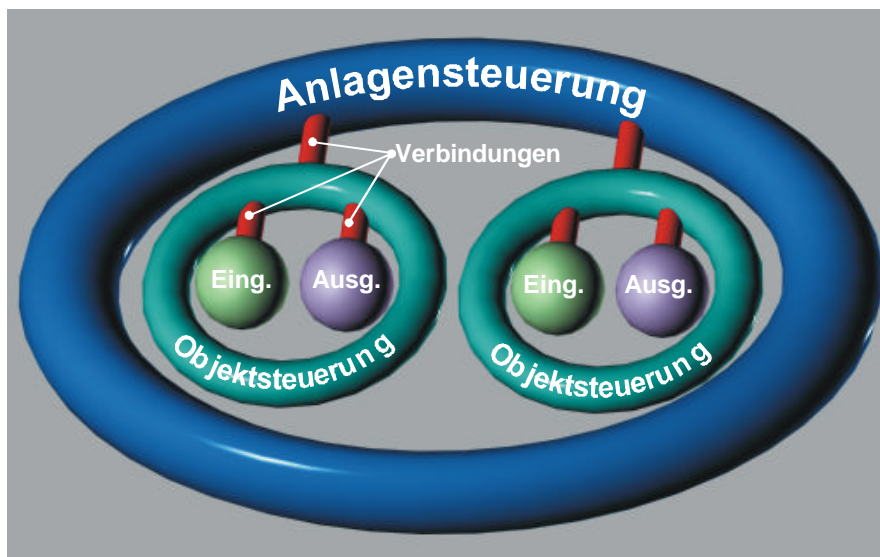 Anlagensteuerung
Verbindungen
Eing.
Ausg.
Objektsteuerung
Eing.
Ausg.
Objektsteuerung